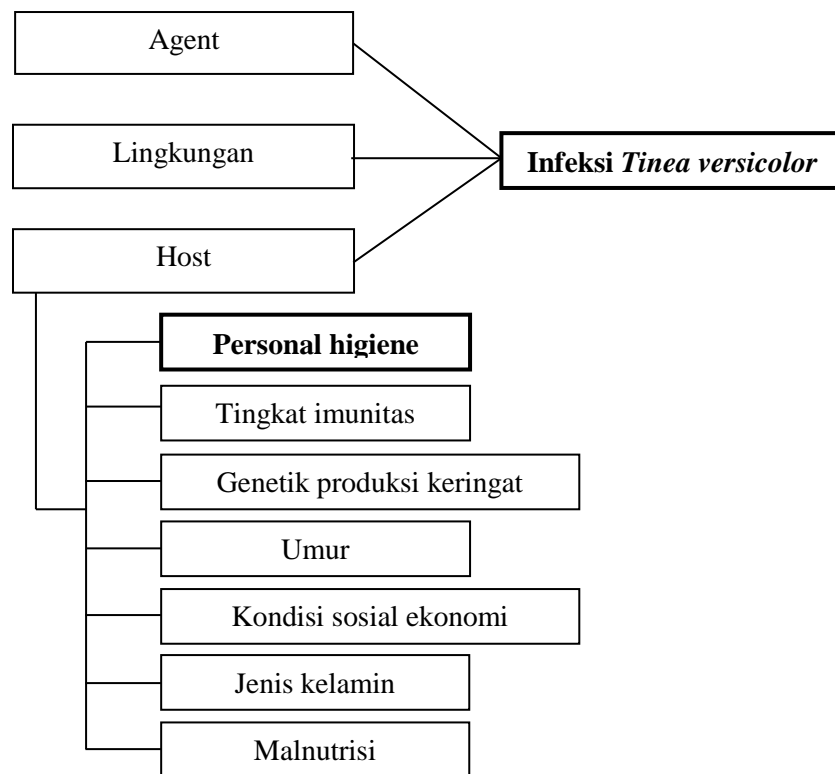 Agent
Lingkungan
Infeksi Tinea versicolor
Host
Personal higiene
Tingkat imunitas
Genetik produksi keringat
Umur
Kondisi sosial ekonomi
Jenis kelamin
Malnutrisi